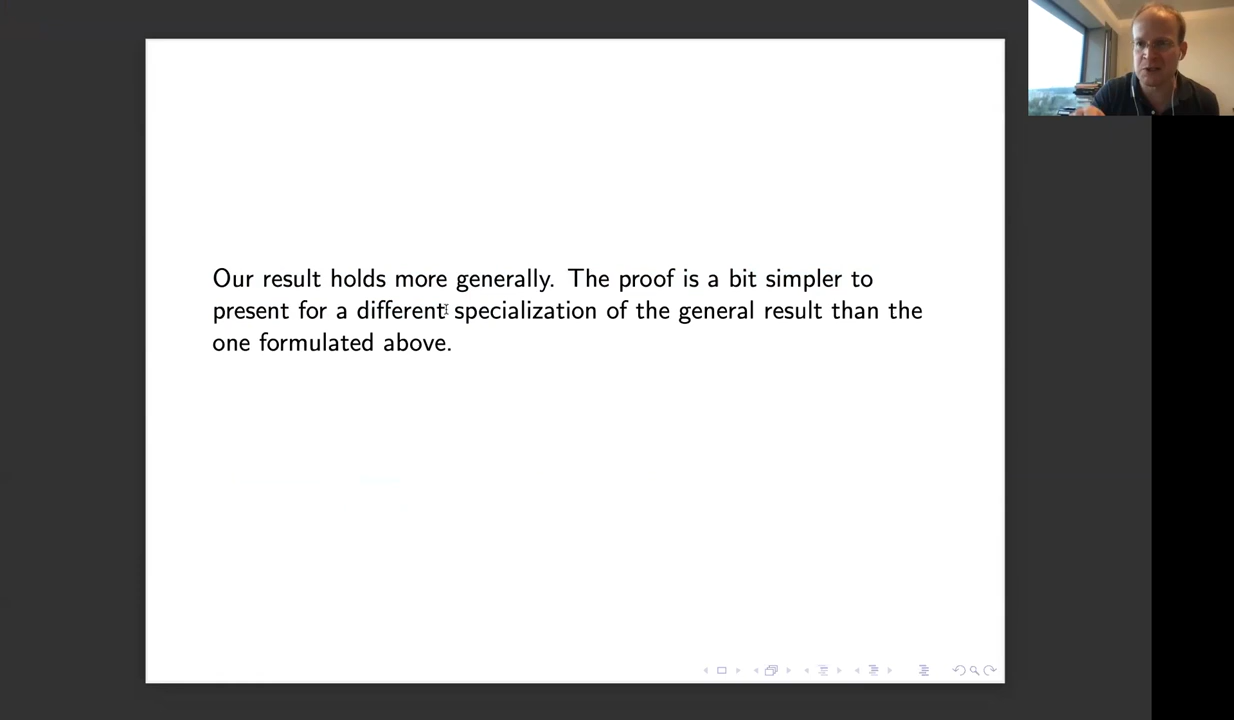 Our result holds more generally. The proof is a bit simpler to
present for a different specialization of the general result than the
one formulated above.